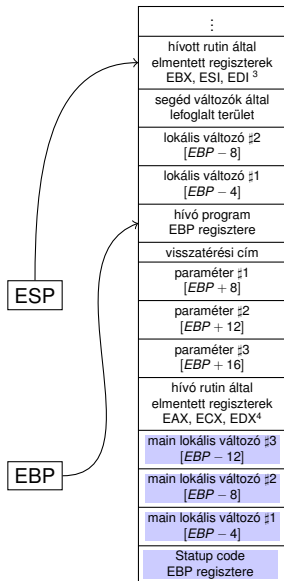 ⋮
hívott rutin által
elmentett regiszterek
EBX, ESI, EDI ³
segéd változók által
lefoglalt terület
lokális változó ♯2
[EBP − 8]
lokális változó ♯1
[EBP − 4]
hívó program
EBP regisztere
visszatérési cím
paraméter ♯1
[EBP + 8]
paraméter ♯2
[EBP + 12]
paraméter ♯3
[EBP + 16]
hívó rutin által
elmentett regiszterek
EAX, ECX, EDX⁴
main lokális változó ♯3
[EBP − 12]
main lokális változó ♯2
[EBP − 8]
main lokális változó ♯1
[EBP − 4]
Statup code
EBP regisztere
ESP
EBP